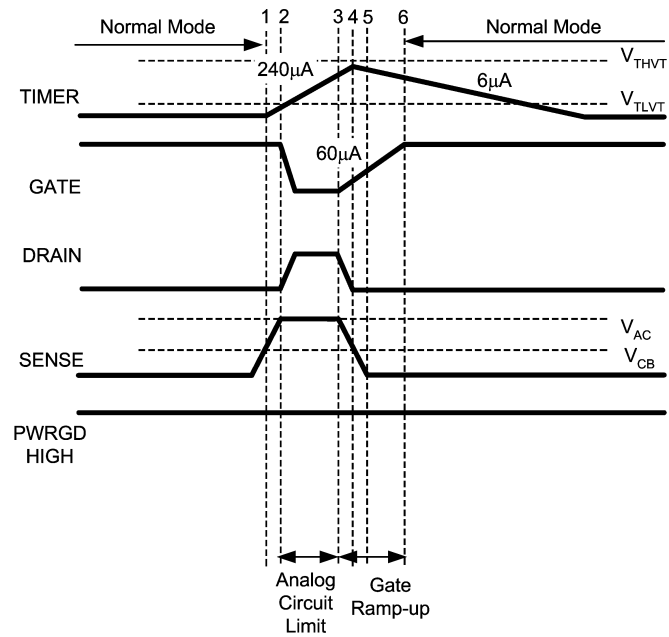 1 2 3 4 5 6
Normal Mode
Normal Mode
V_THVT
240µA
6µA
TIMER
V_TLVT
60µA
GATE
DRAIN
V_AC
V_CB
SENSE
PWRGD
HIGH
Analog
Circuit
Limit
Gate
Ramp-up